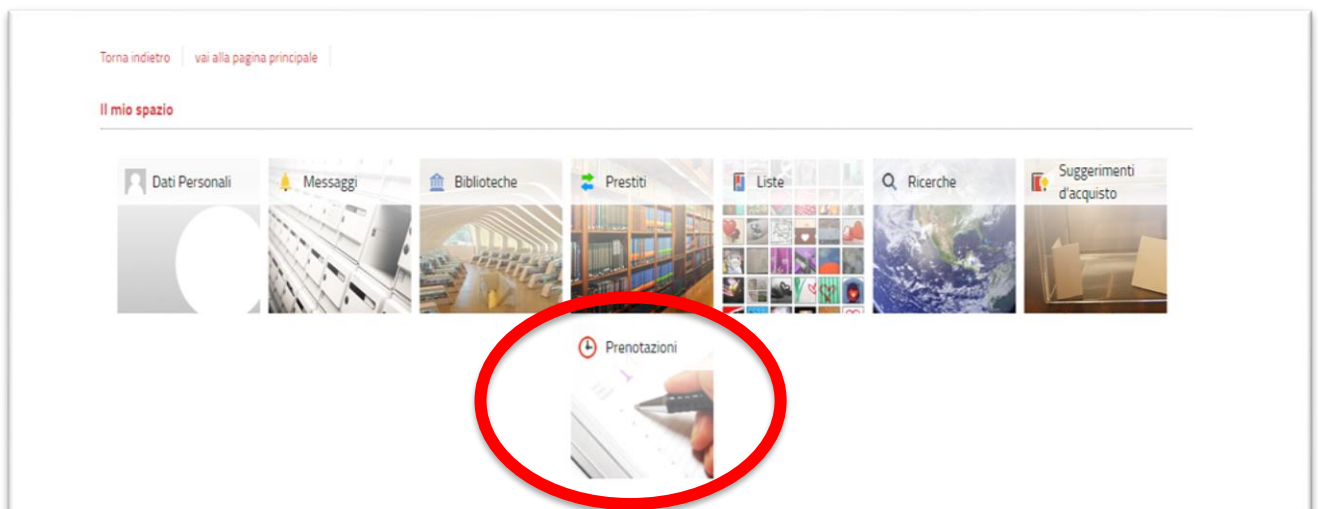 Torna indietro vai alla pagina principale
Il mio spazio
Dati Personali
Messaggi
Biblioteche
Prestiti
Liste
Ricerche
Suggerimenti
d'acquisto
Prenotazioni